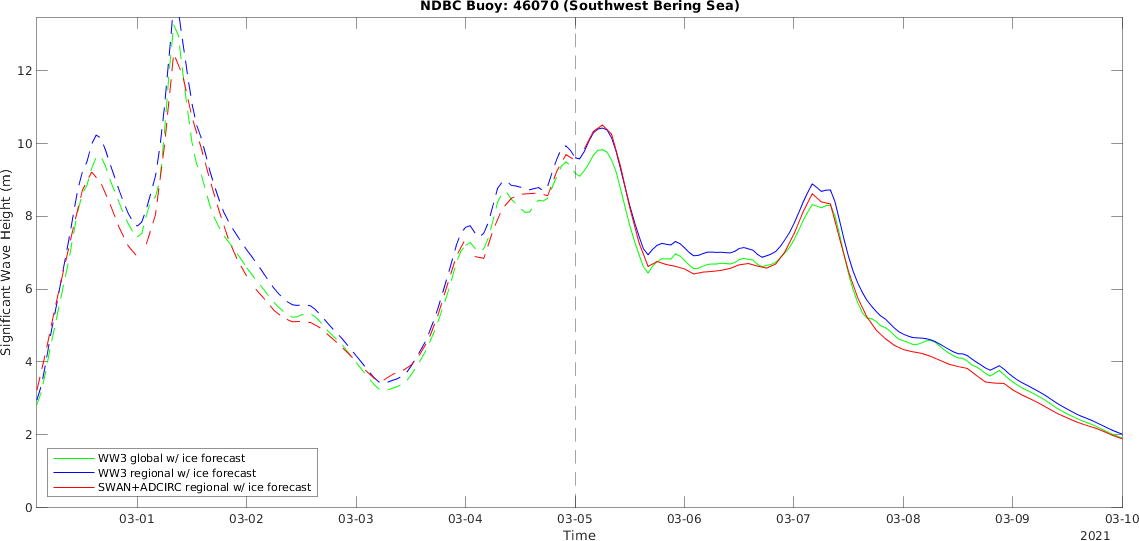 NDBC Buoy: 46070 (Southwest Bering Sea)
Significant Wave Height (m)
12
10
8
6
4
2
0
WW3 global w/ ice forecast
WW3 regional w/ ice forecast
SWAN+ADCIRC regional w/ ice forecast
03-01 03-02 03-03 03-04 03-05 03-06 03-07 03-08 03-09 03-10
Time
2021